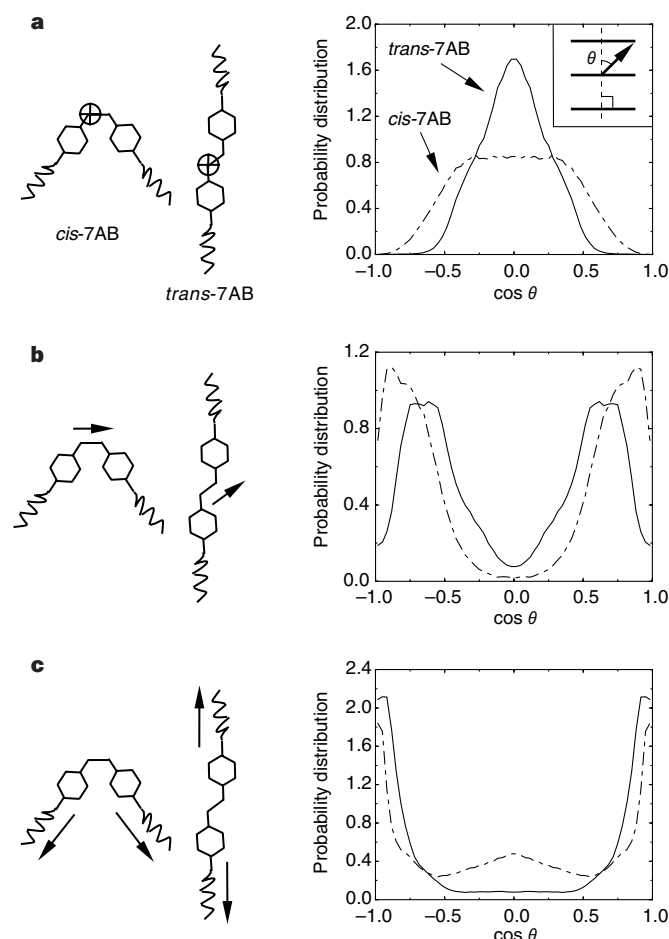 a
cis-7AB
trans-7AB
Probability distribution
2.0
1.6
1.2
0.8
0.4
0.0
trans-7AB
cis-7AB
θ
–1.0 –0.5 0.0 0.5 1.0
cos θ
b
Probability distribution
1.2
0.8
0.4
0.0
–1.0 –0.5 0.0 0.5 1.0
cos θ
c
Probability distribution
2.4
2.0
1.6
1.2
0.8
0.4
0.0
–1.0 –0.5 0.0 0.5 1.0
cos θ